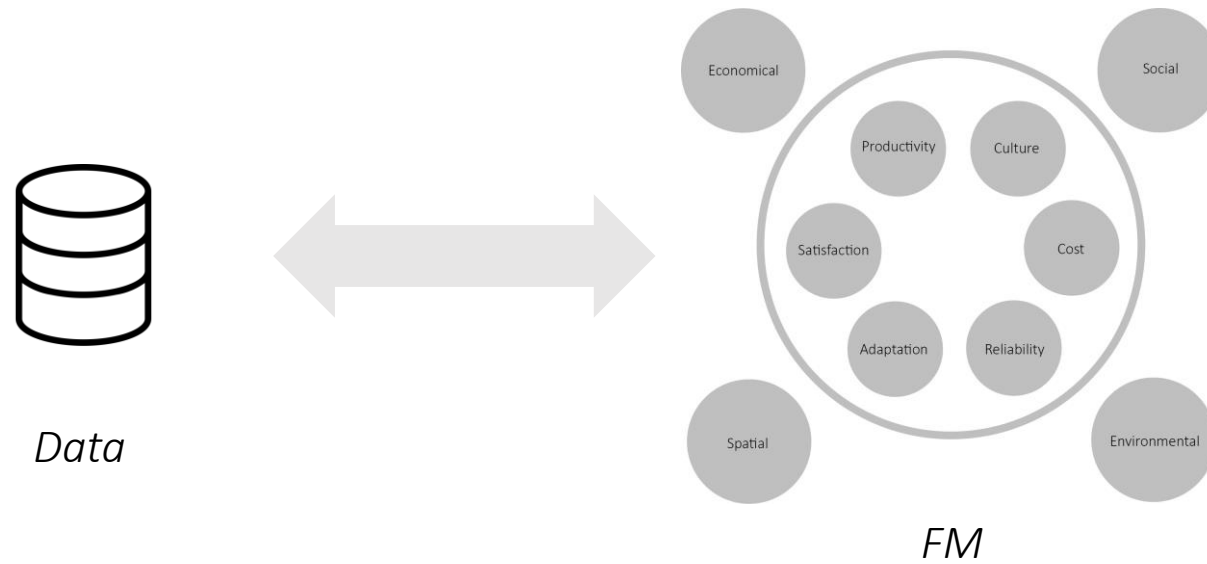 Economical
Social
Productivity
Culture
Satisfaction
Cost
Adaptation
Reliability
Spatial
Environmental
Data
FM